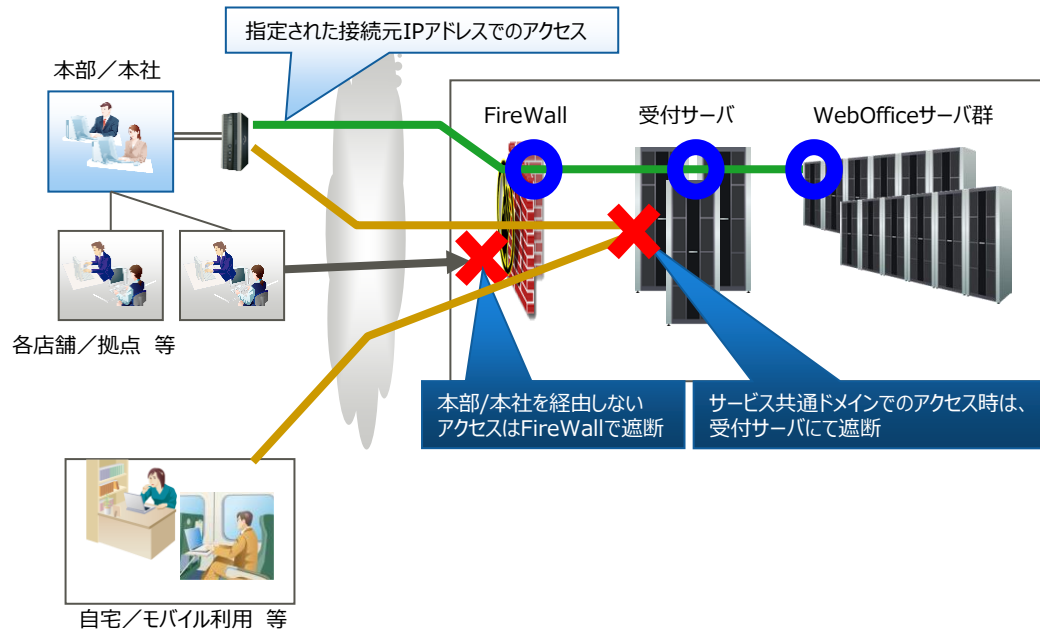 指定された接続元IPアドレスでのアクセス
本部／本社
FireWall
受付サーバ
WebOfficeサーバ群
各店舗／拠点 等
本部/本社を経由しない
アクセスはFireWallで遮断
サービス共通ドメインでのアクセス時は、
受付サーバにて遮断
自宅／モバイル利用 等